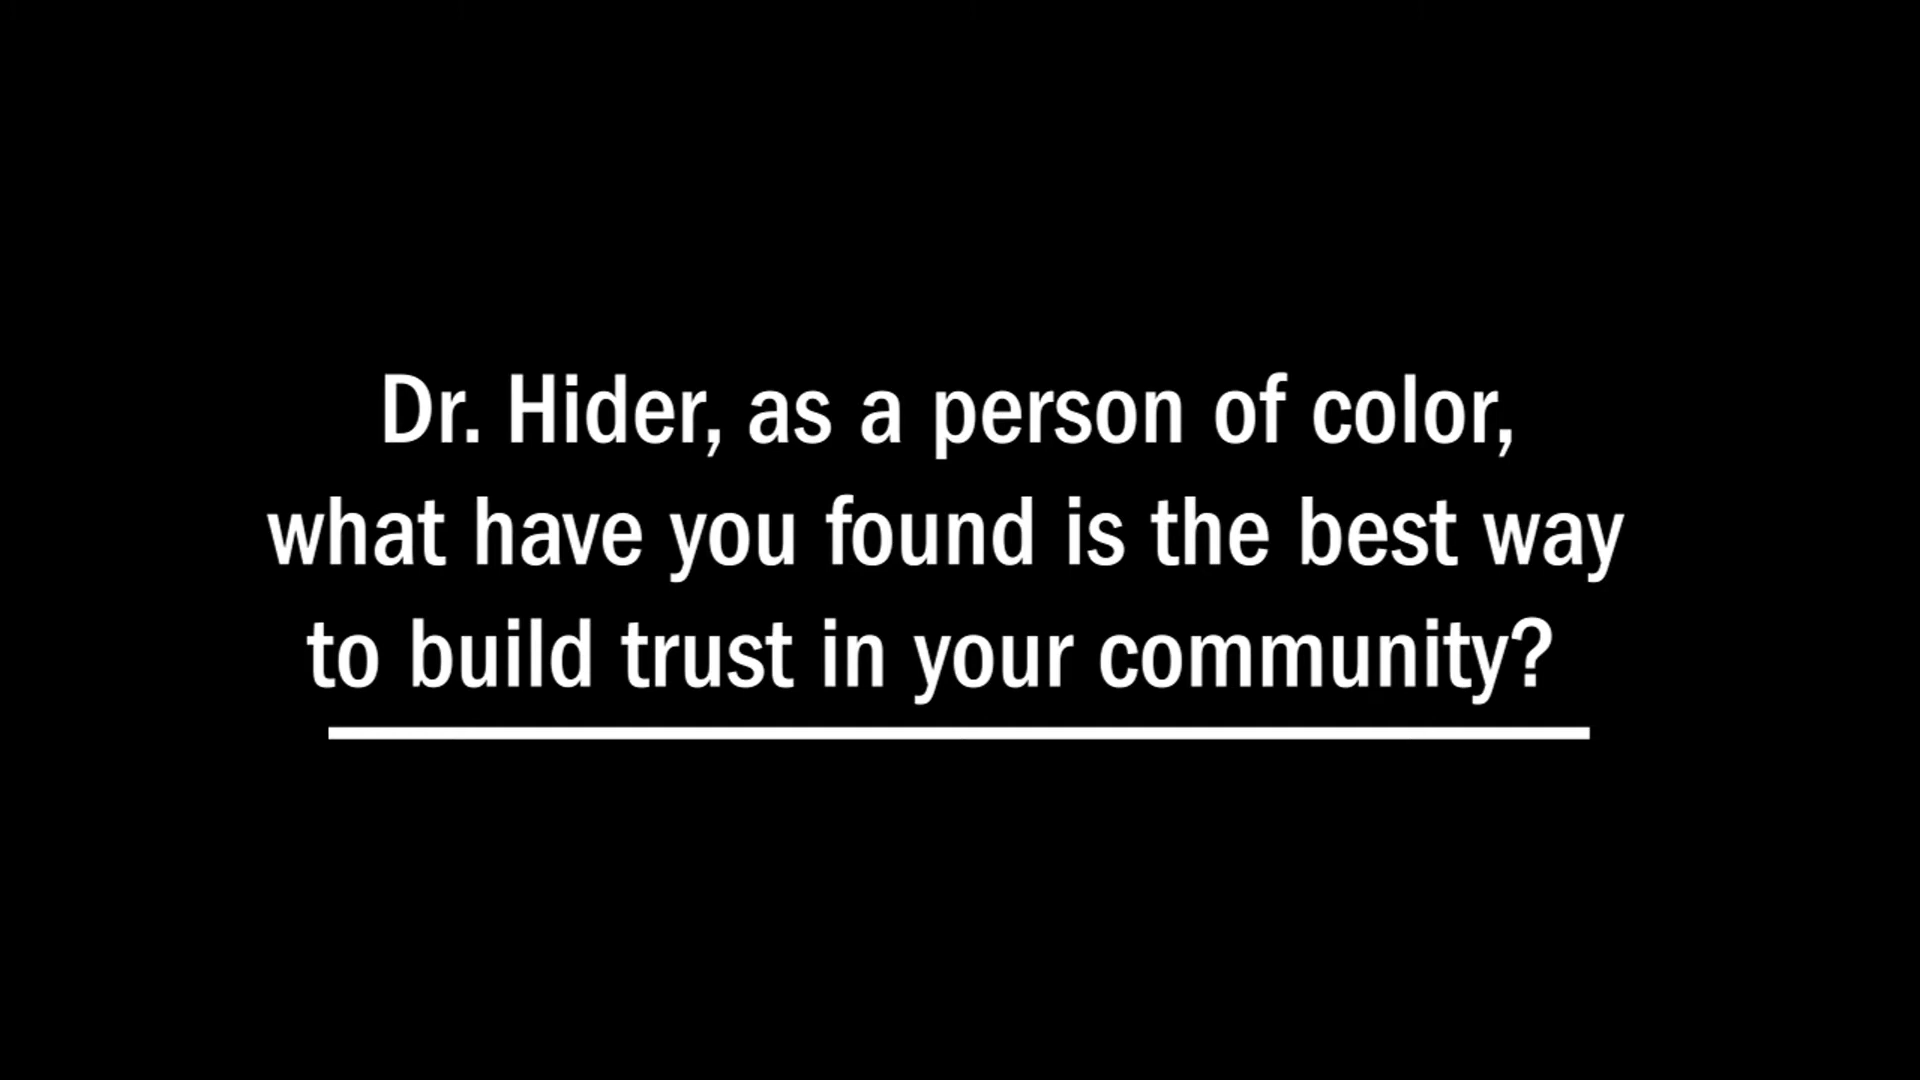 Dr. Hider, as a person of color,
what have you found is the best way
to build trust in your community?